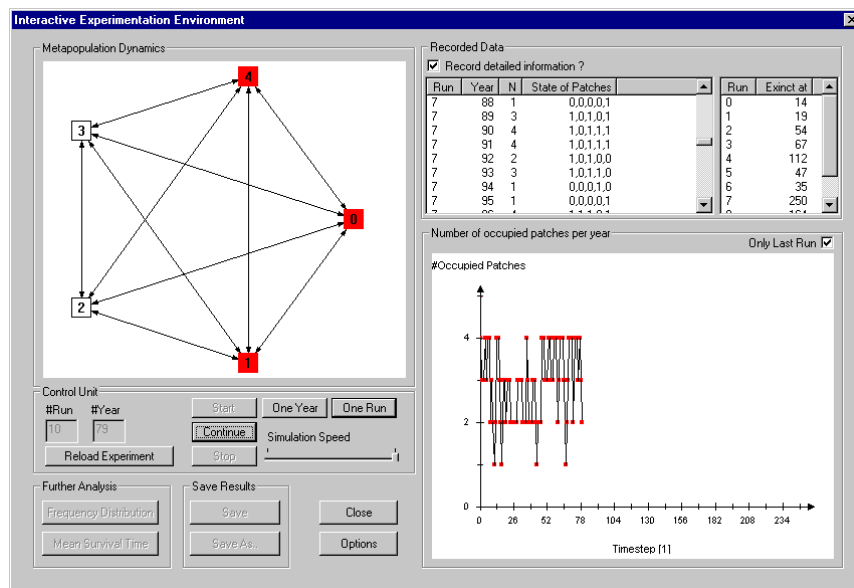 Interactive Experimentation Environment
Metapopulation Dynamics
4
3
0
2
1
Recorded Data
Record detailed information ?
Run Year N State of Patches
7 88 1 0,0,0,0,1
7 89 3 1,0,1,0,1
7 90 4 1,0,1,1,1
7 91 4 1,0,1,1,1
7 92 2 1,0,1,0,0
7 93 3 1,0,1,1,0
7 94 1 0,0,0,1,0
7 95 1 0,0,0,0,1
Run Exinct at
0 14
1 19
2 54
3 67
4 112
5 47
6 35
7 250
Number of occupied patches per year
Only Last Run
#Occupied Patches
4
2
0
0 26 52 78 104 130 156 182 208 234
Timestep [1]
Control Unit
#Run #Year
10 79
Start One Year One Run
Continue Simulation Speed
Reload Experiment Stop
Further Analysis
Frequency Distribution
Mean Survival Time
Save Results
Save
Save As..
Close
Options